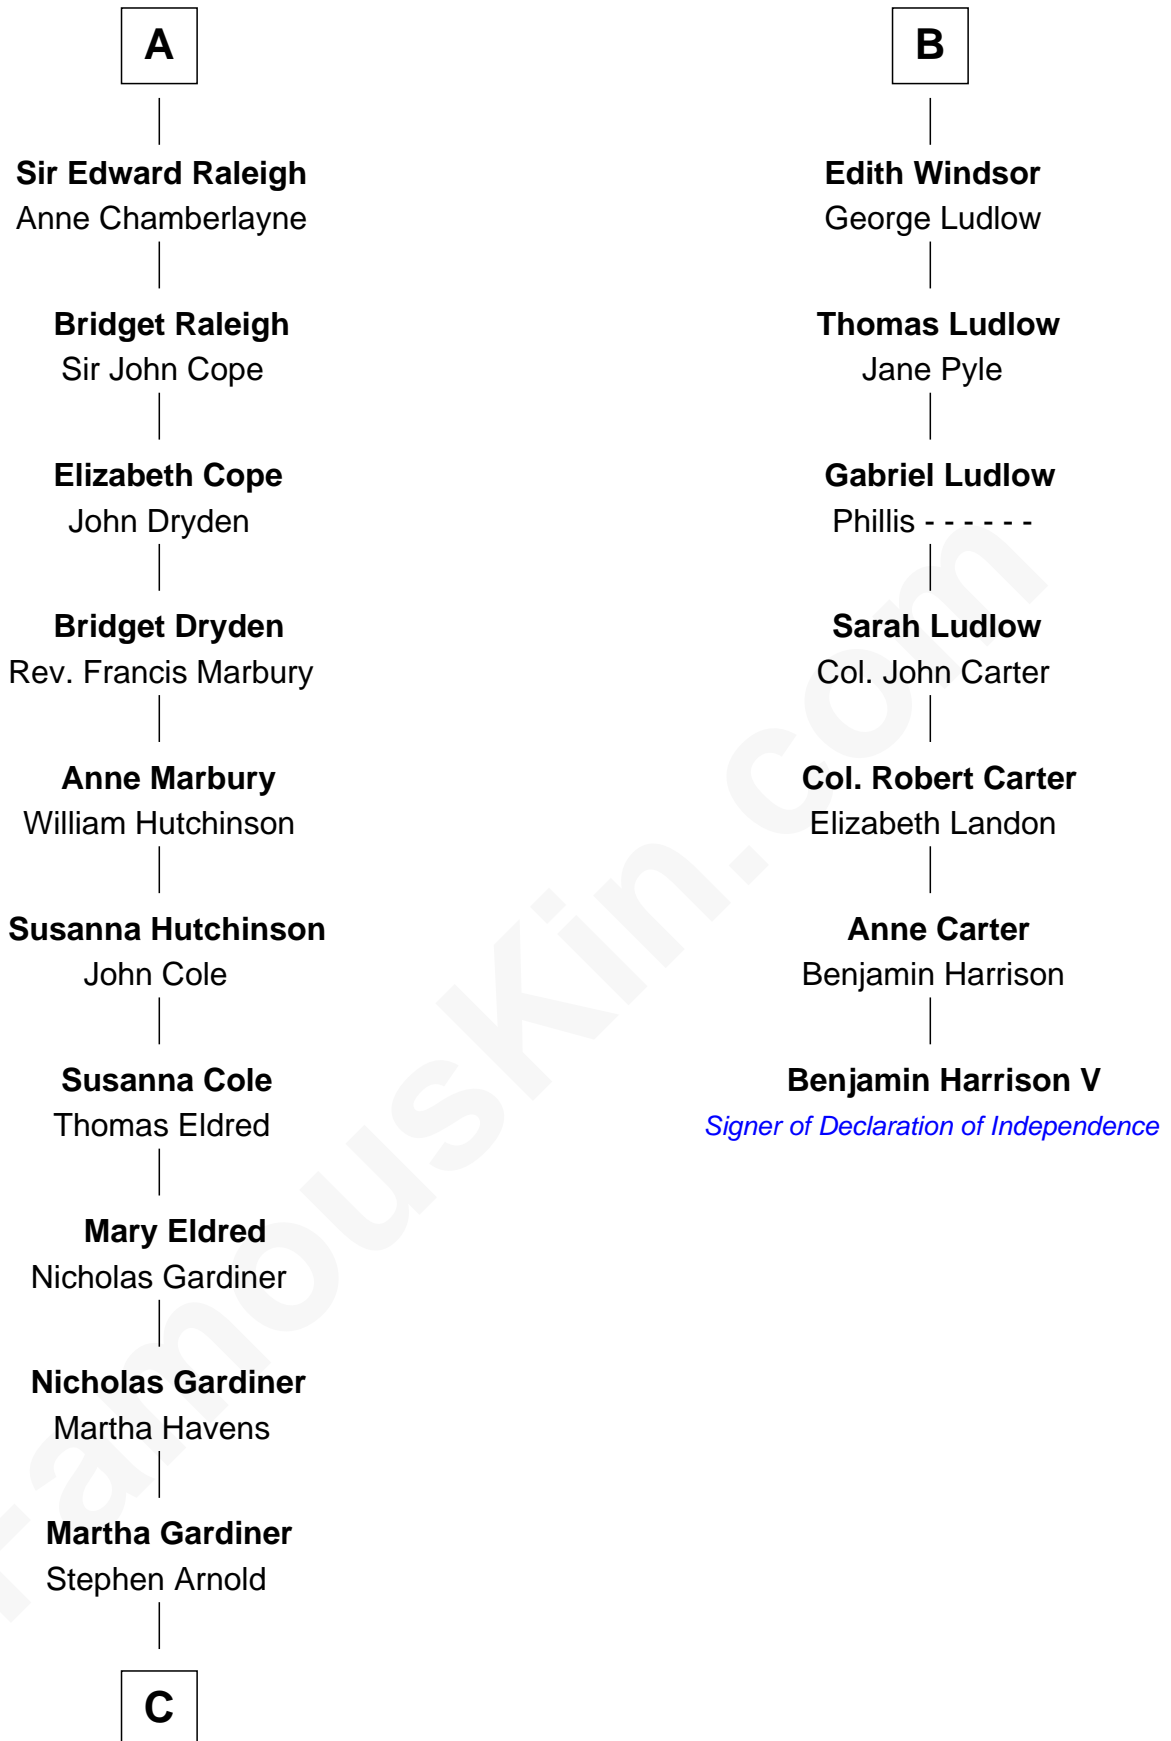 A
Sir Edward Raleigh
Anne Chamberlayne
Bridget Raleigh
Sir John Cope
Elizabeth Cope
John Dryden
Bridget Dryden
Rev. Francis Marbury
Anne Marbury
William Hutchinson
Susanna Hutchinson
John Cole
Susanna Cole
Thomas Eldred
Mary Eldred
Nicholas Gardiner
Nicholas Gardiner
Martha Havens
Martha Gardiner
Stephen Arnold
C
B
Edith Windsor
George Ludlow
Thomas Ludlow
Jane Pyle
Gabriel Ludlow
Phillis - - - - - -
Sarah Ludlow
Col. John Carter
Col. Robert Carter
Elizabeth Landon
Anne Carter
Benjamin Harrison
Benjamin Harrison V
Signer of Declaration of Independence
FamousKin.com